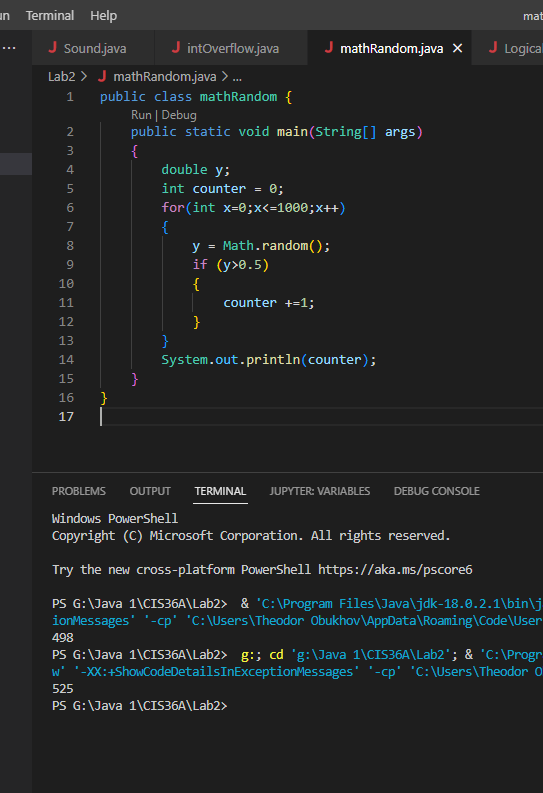 un Terminal Help mat
... J Sound.java J intOverflow.java J mathRandom.java × J Logical
Lab2 > J mathRandom.java > ...
1 public class mathRandom {
Run | Debug
2 public static void main(String[] args)
3 {
4 double y;
5 int counter = 0;
6 for(int x=0;x<=1000;x++)
7 {
8 y = Math.random();
9 if (y>0.5)
10 {
11 counter +=1;
12 }
13 }
14 System.out.println(counter);
15 }
16 }
17
PROBLEMS OUTPUT TERMINAL JUPYTER: VARIABLES DEBUG CONSOLE
Windows PowerShell
Copyright (C) Microsoft Corporation. All rights reserved.
Try the new cross-platform PowerShell https://aka.ms/pscore6
PS G:\Java 1\CIS36A\Lab2> & 'C:\Program Files\Java\jdk-18.0.2.1\bin\j
ionMessages' '-cp' 'C:\Users\Theodor Obukhov\AppData\Roaming\Code\User
498
PS G:\Java 1\CIS36A\Lab2> g:; cd 'g:\Java 1\CIS36A\Lab2'; & 'C:\Progr
w' '-XX:+ShowCodeDetailsInExceptionMessages' '-cp' 'C:\Users\Theodor O
525
PS G:\Java 1\CIS36A\Lab2>